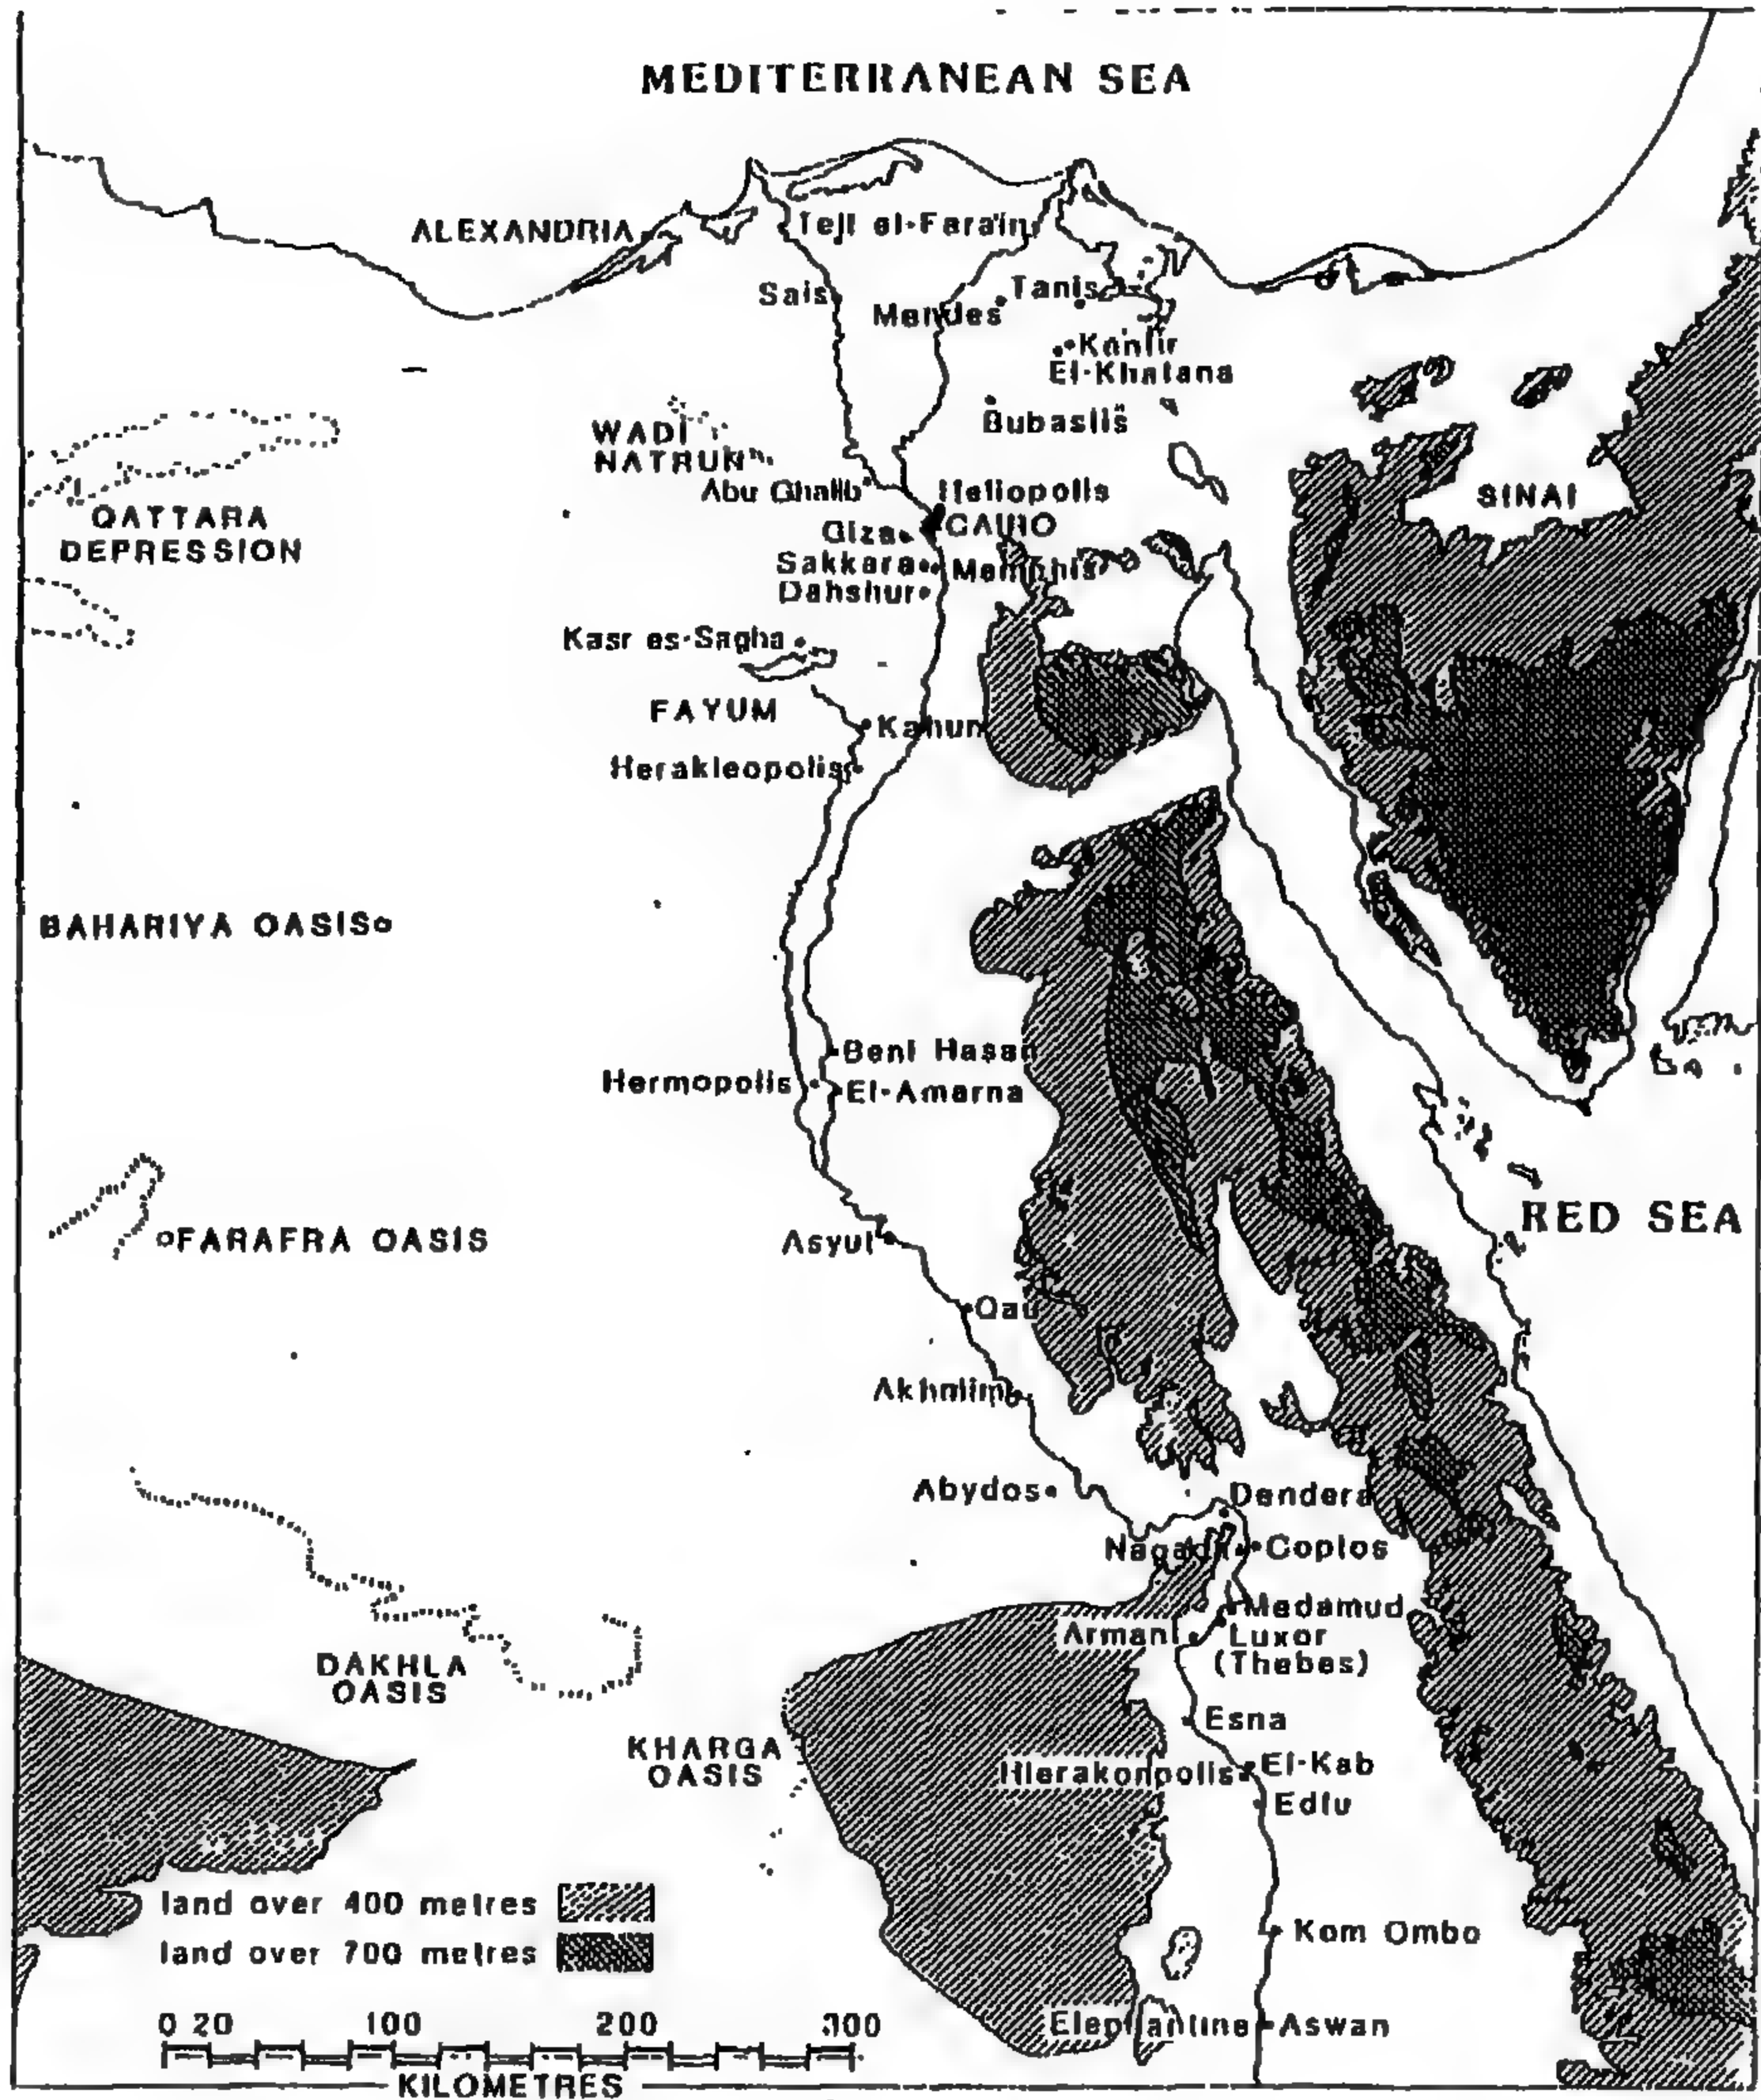 MEDITERRANEAN SEA
ALEXANDRIA
Tell el-Fara'in
Sais
Mendes
Tanis
Kantir
El-Khatana
Bubastis
WADI
NATRUN
Abu Ghalib
Heliopolis
QATTARA
DEPRESSION
Giza
CAIRO
SINAI
Sakkara
Memphis
Dahshur
Kasr es-Sagha
FAYUM
Kahun
Herakleopolis
BAHARIYA OASIS
Beni Hasan
Hermopolis
El-Amarna
RED SEA
FARAFRA OASIS
Asyut
Qau
Akhmim
Abydos
Dendera
Nagada
Coptos
Medamud
Armant
Luxor
(Thebes)
DAKHLA
OASIS
Esna
KHARGA
OASIS
Hierakonpolis
El-Kab
Edfu
land over 400 metres
land over 700 metres
Kom Ombo
Elephantine
Aswan
0 20 100 200 300
KILOMETRES